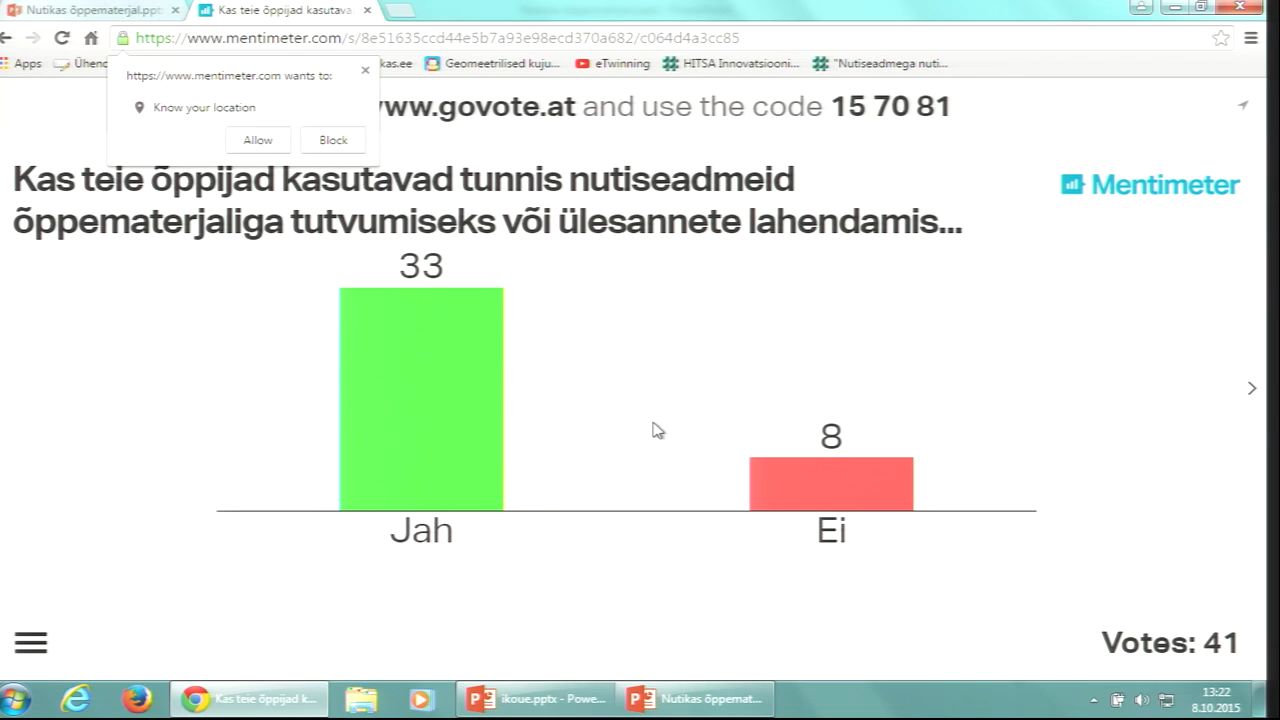 Nutikas õppematerjal.ppt
Kas teie õppijad kasutava
https://www.mentimeter.com/s/8e51635ccd44e5b7a93e98ecd370a682/c064d4a3cc85
Apps
kas.ee
Geomeetrilised kuju...
eTwinning
HITSA Innovatsiooni...
"Nutiseadmega nuti...
https://www.mentimeter.com wants to:
Know your location
Allow
Block
www.govote.at and use the code 15 70 81
Kas teie õppijad kasutavad tunnis nutiseadmeid
õppematerjaliga tutvumiseks või ülesannete lahendamis...
Mentimeter
33
8
Jah
Ei
Votes: 41
Kas teie õppijad k...
ikoue.pptx - Powe...
Nutikas õppemat...
13:22
8.10.2015